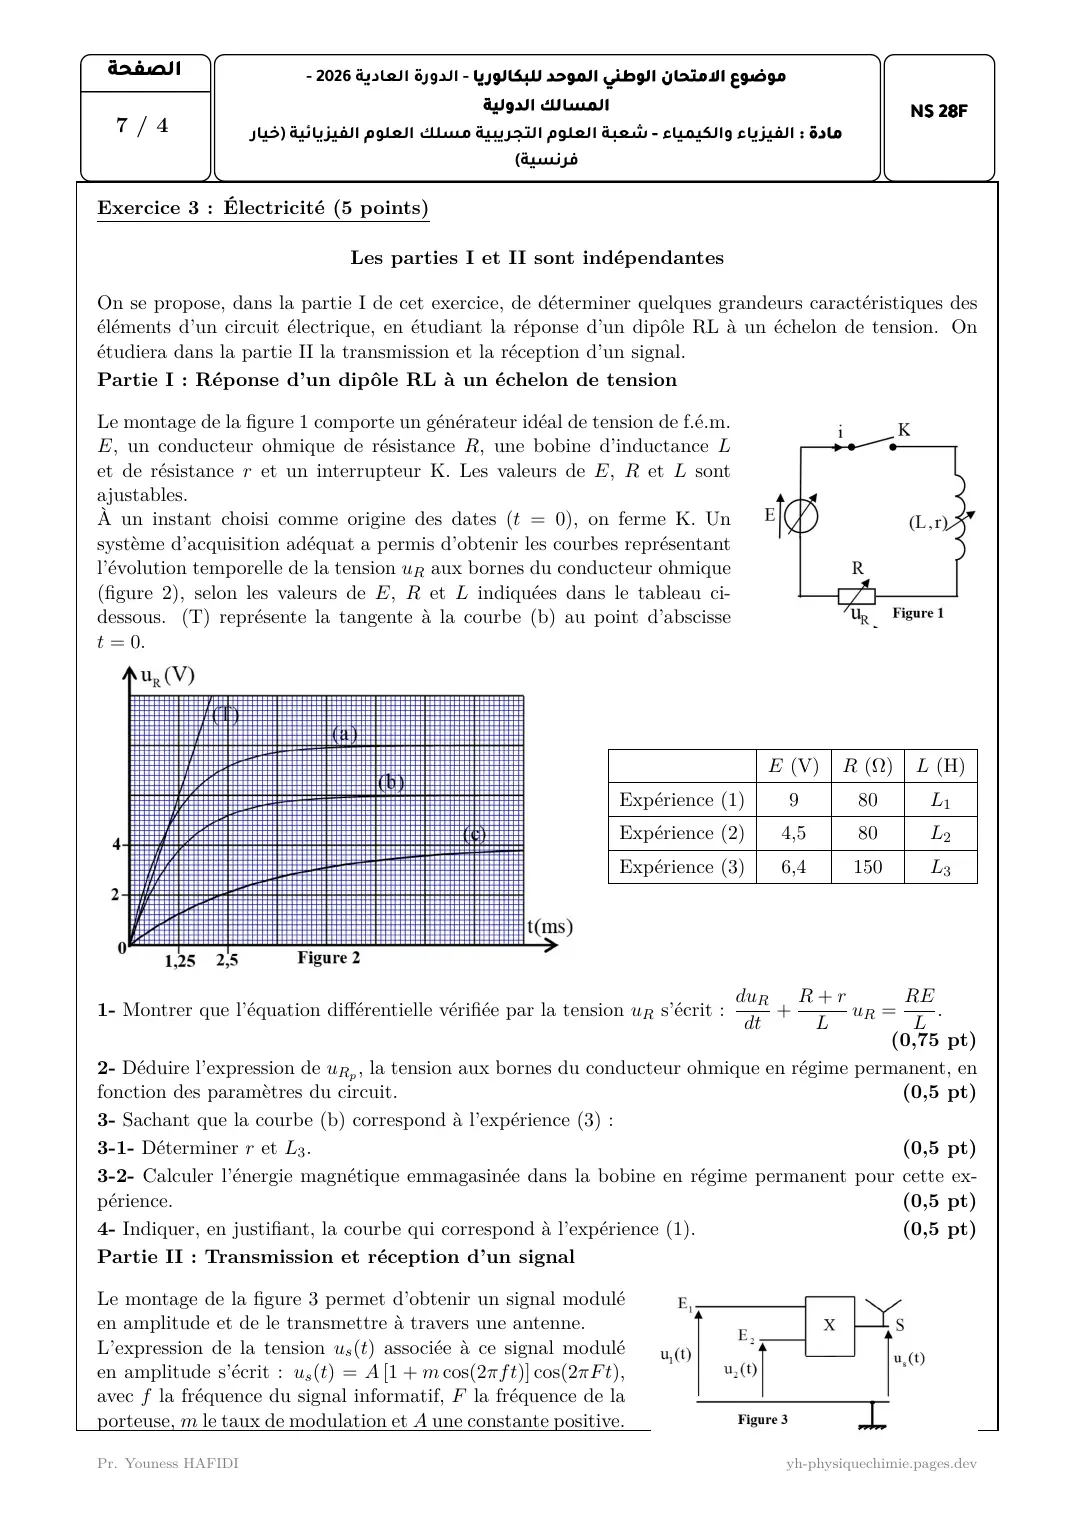 الصفحة
7 / 4
موضوع الامتحان الوطني الموحد للبكالوريا - الدورة العادية 2026 -
المسالك الدولية
مادة : الفيزياء والكيمياء - شعبة العلوم التجريبية مسلك العلوم الفيزيائية (خيار
فرنسية)
NS 28F
Exercice 3 : Électricité (5 points)
Les parties I et II sont indépendantes
On se propose, dans la partie I de cet exercice, de déterminer quelques grandeurs caractéristiques des
éléments d'un circuit électrique, en étudiant la réponse d'un dipôle RL à un échelon de tension. On
étudiera dans la partie II la transmission et la réception d'un signal.
Partie I : Réponse d'un dipôle RL à un échelon de tension
Le montage de la figure 1 comporte un générateur idéal de tension de f.é.m.
E, un conducteur ohmique de résistance R, une bobine d'inductance L
et de résistance r et un interrupteur K. Les valeurs de E, R et L sont
ajustables.
À un instant choisi comme origine des dates (t = 0), on ferme K. Un
système d'acquisition adéquat a permis d'obtenir les courbes représentant
l'évolution temporelle de la tension u_R aux bornes du conducteur ohmique
(figure 2), selon les valeurs de E, R et L indiquées dans le tableau ci-
dessous. (T) représente la tangente à la courbe (b) au point d'abscisse
t = 0.
i K
E
(L,r)
R
u_R
Figure 1
u_R (V)
(T)
(a)
(b)
(c)
4
2
0
1,25 2,5
t(ms)
Figure 2
E (V) R (Ω) L (H)
Expérience (1) 9 80 L₁
Expérience (2) 4,5 80 L₂
Expérience (3) 6,4 150 L₃
1- Montrer que l'équation différentielle vérifiée par la tension u_R s'écrit : du_R/dt + (R + r)/L u_R = RE/L.
(0,75 pt)
2- Déduire l'expression de u_{R_p}, la tension aux bornes du conducteur ohmique en régime permanent, en
fonction des paramètres du circuit. (0,5 pt)
3- Sachant que la courbe (b) correspond à l'expérience (3) :
3-1- Déterminer r et L₃. (0,5 pt)
3-2- Calculer l'énergie magnétique emmagasinée dans la bobine en régime permanent pour cette ex-
périence. (0,5 pt)
4- Indiquer, en justifiant, la courbe qui correspond à l'expérience (1). (0,5 pt)
Partie II : Transmission et réception d'un signal
Le montage de la figure 3 permet d'obtenir un signal modulé
en amplitude et de le transmettre à travers une antenne.
L'expression de la tension u_s(t) associée à ce signal modulé
en amplitude s'écrit : u_s(t) = A [1 + m cos(2πft)] cos(2πFt),
avec f la fréquence du signal informatif, F la fréquence de la
porteuse, m le taux de modulation et A une constante positive.
E₁
E₂
X
S
u₁(t)
u₂(t)
u_s(t)
Figure 3
Pr. Youness HAFIDI
yh-physiquechimie.pages.dev